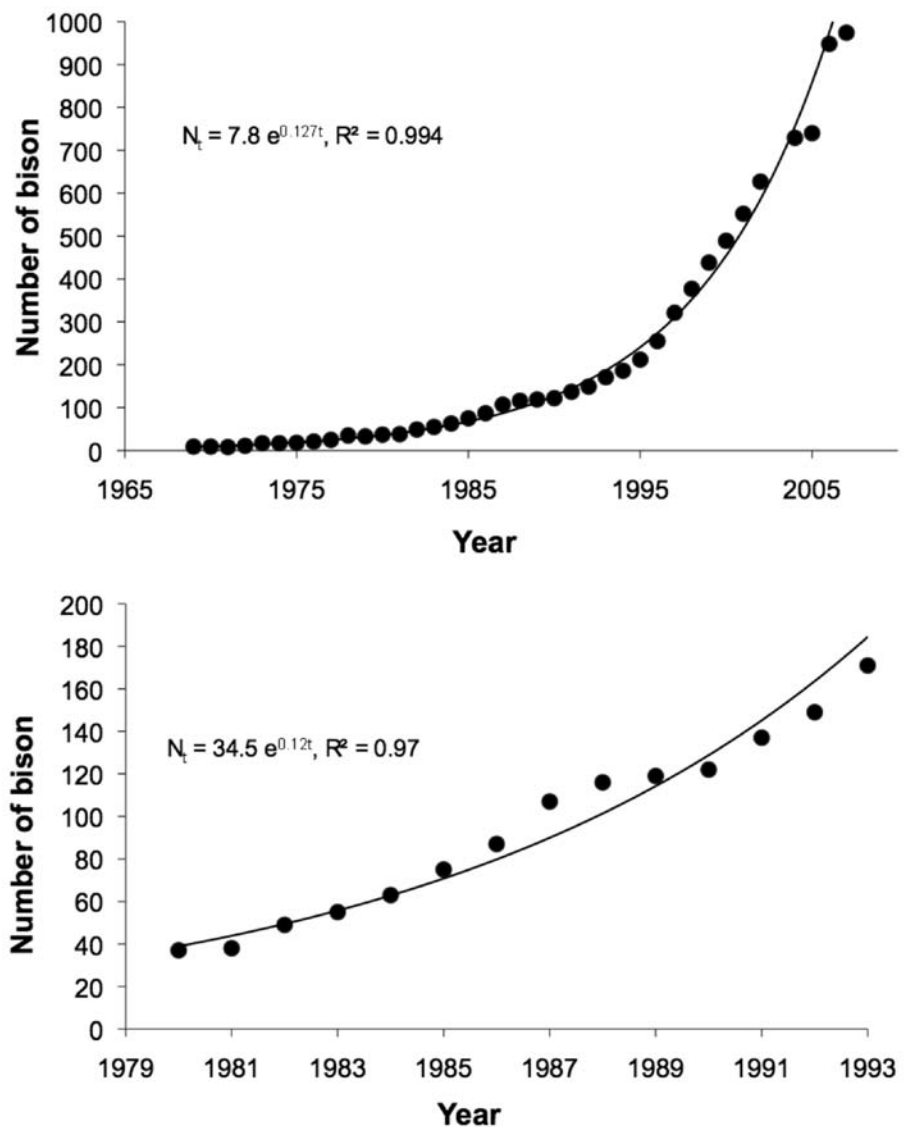 1000
900
800
700
600
500
400
300
200
100
0
Number of bison
Nₜ = 7.8 e^0.127t, R² = 0.994
1965 1975 1985 1995 2005
Year
200
180
160
140
120
100
80
60
40
20
0
Number of bison
Nₜ = 34.5 e^0.12t, R² = 0.97
1979 1981 1983 1985 1987 1989 1991 1993
Year